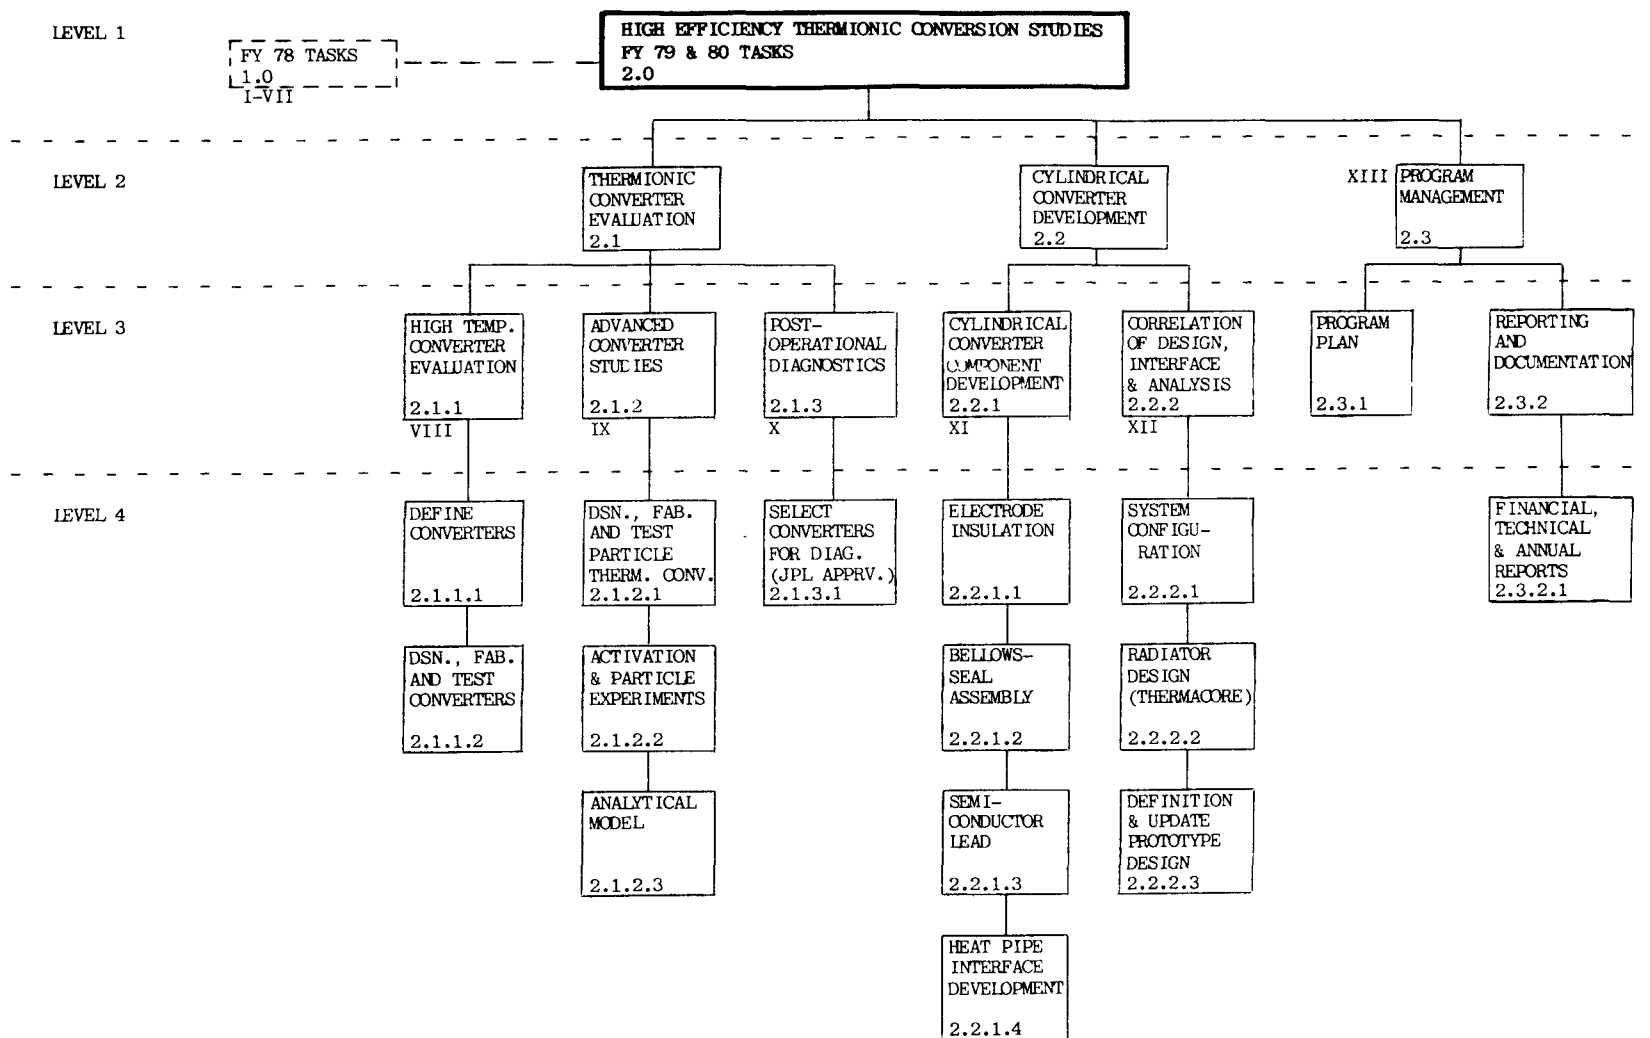 LEVEL 1
FY 78 TASKS
1.0
I-VII
HIGH EFFICIENCY THERMIONIC CONVERSION STUDIES
FY 79 & 80 TASKS
2.0
LEVEL 2
THERMIONIC
CONVERTER
EVALUATION
2.1
CYLINDRICAL
CONVERTER
DEVELOPMENT
2.2
XIII
PROGRAM
MANAGEMENT
2.3
LEVEL 3
HIGH TEMP.
CONVERTER
EVALUATION
2.1.1
VIII
ADVANCED
CONVERTER
STUDIES
2.1.2
IX
POST-
OPERATIONAL
DIAGNOSTICS
2.1.3
X
CYLINDRICAL
CONVERTER
COMPONENT
DEVELOPMENT
2.2.1
XI
CORRELATION
OF DESIGN,
INTERFACE
& ANALYSIS
2.2.2
XII
PROGRAM
PLAN
2.3.1
REPORTING
AND
DOCUMENTATION
2.3.2
LEVEL 4
DEFINE
CONVERTERS
2.1.1.1
DSN., FAB.
AND TEST
PARTICLE
THERM. CONV.
2.1.2.1
SELECT
CONVERTERS
FOR DIAG.
(JPL APPRV.)
2.1.3.1
ELECTRODE
INSULATION
2.2.1.1
SYSTEM
CONFIGU-
RATION
2.2.2.1
FINANCIAL,
TECHNICAL
& ANNUAL
REPORTS
2.3.2.1
DSN., FAB.
AND TEST
CONVERTERS
2.1.1.2
ACTIVATION
& PARTICLE
EXPERIMENTS
2.1.2.2
BELLOWS-
SEAL
ASSEMBLY
2.2.1.2
RADIATOR
DESIGN
(THERMACORE)
2.2.2.2
ANALYTICAL
MODEL
2.1.2.3
SEMI-
CONDUCTOR
LEAD
2.2.1.3
DEFINITION
& UPDATE
PROTOTYPE
DESIGN
2.2.2.3
HEAT PIPE
INTERFACE
DEVELOPMENT
2.2.1.4